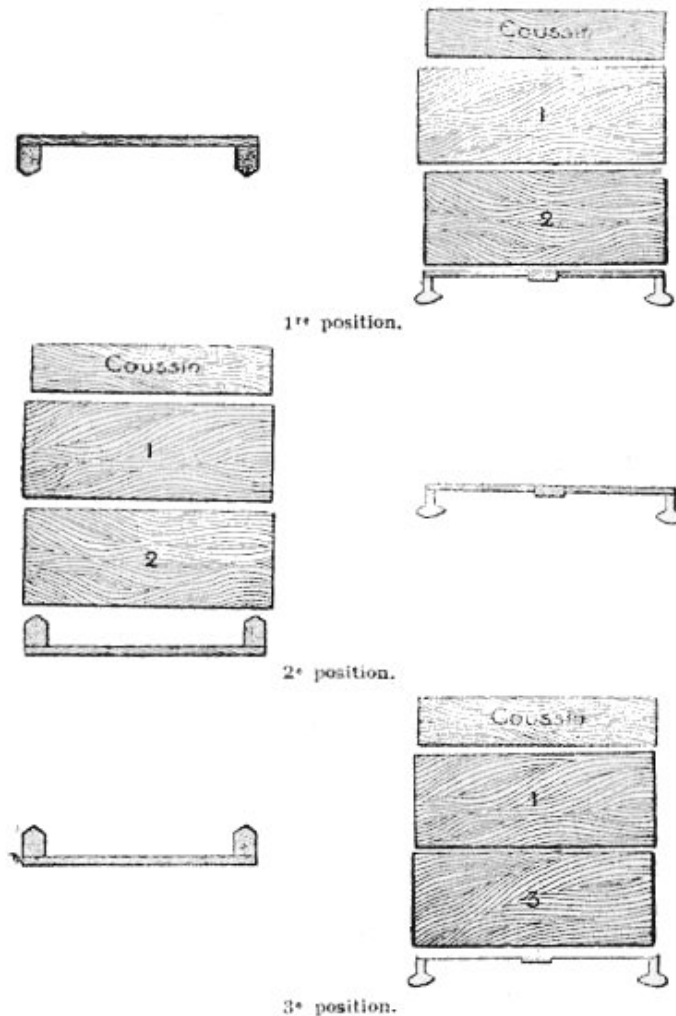 Coussin
1
2
1re position.
Coussin
1
2
2e position.
Coussin
1
3
3e position.